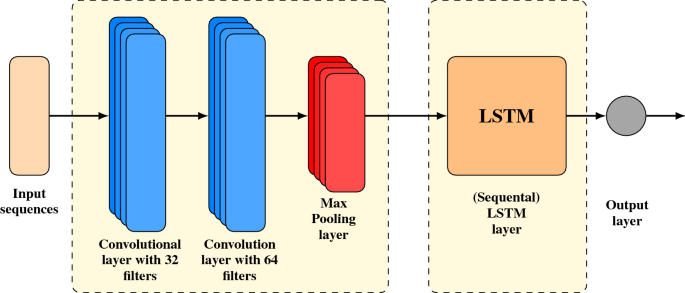 LSTM
Input
sequences
Convolutional
layer with 32
filters
Convolution
layer with 64
filters
Max
Pooling
layer
(Sequental)
LSTM
layer
Output
layer